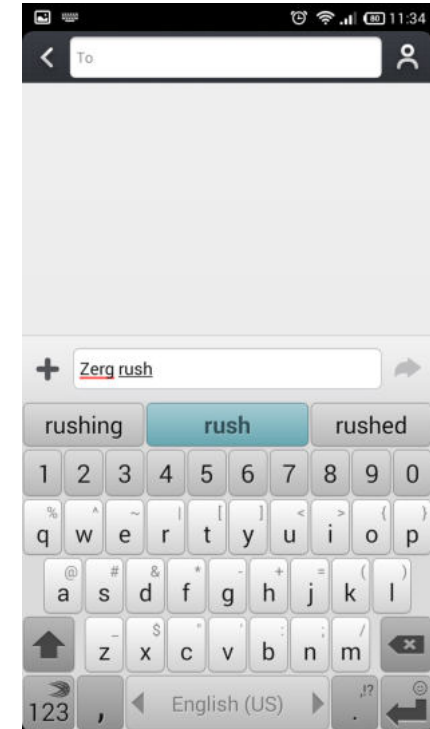 80 11:34
To
Zerg rush
rushing rush rushed
1 2 3 4 5 6 7 8 9 0
% ^ ~ | [ ] < > { }
q w e r t y u i o p
@ # & * - + = ( )
a s d f g h j k l
_ $ " ' : ; /
z x c v b n m
123 , English (US) . ,!?